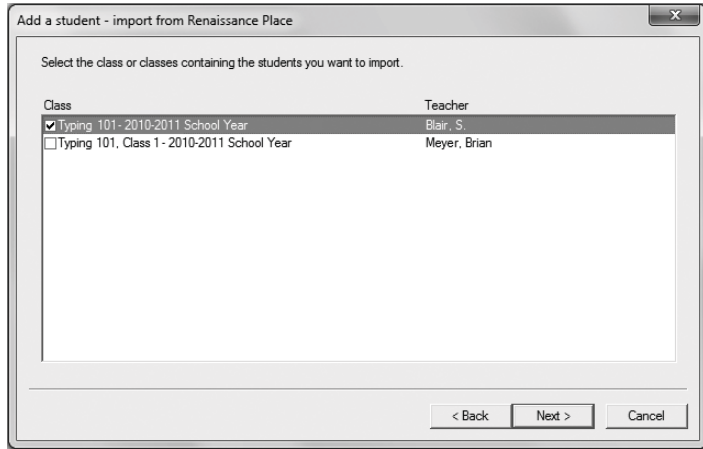 Add a student - import from Renaissance Place
X
Select the class or classes containing the students you want to import.
Class Teacher
Typing 101- 2010-2011 School Year Blair, S.
Typing 101, Class 1 - 2010-2011 School Year Meyer, Brian
< Back Next > Cancel